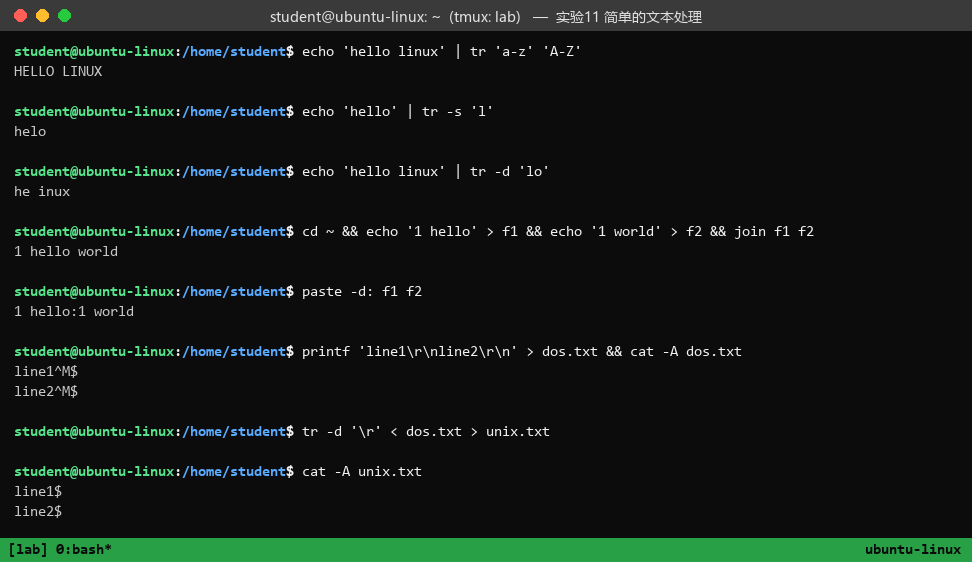 student@ubuntu-linux: ~  (tmux: lab)  — 实验11 简单的文本处理
student@ubuntu-linux:/home/student$ echo 'hello linux' | tr 'a-z' 'A-Z'
HELLO LINUX
student@ubuntu-linux:/home/student$ echo 'hello' | tr -s 'l'
helo
student@ubuntu-linux:/home/student$ echo 'hello linux' | tr -d 'lo'
he inux
student@ubuntu-linux:/home/student$ cd ~ && echo '1 hello' > f1 && echo '1 world' > f2 && join f1 f2
1 hello world
student@ubuntu-linux:/home/student$ paste -d: f1 f2
1 hello:1 world
student@ubuntu-linux:/home/student$ printf 'line1\r\nline2\r\n' > dos.txt && cat -A dos.txt
line1^M$
line2^M$
student@ubuntu-linux:/home/student$ tr -d '\r' < dos.txt > unix.txt
student@ubuntu-linux:/home/student$ cat -A unix.txt
line1$
line2$
[lab] 0:bash* ubuntu-linux